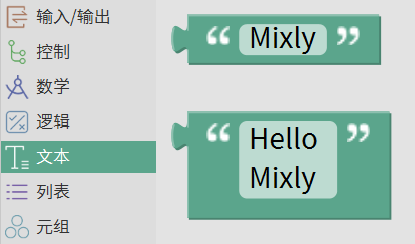 输入/输出
控制
数学
逻辑
文本
列表
元组
“ Mixly ”
“ Hello
Mixly ”